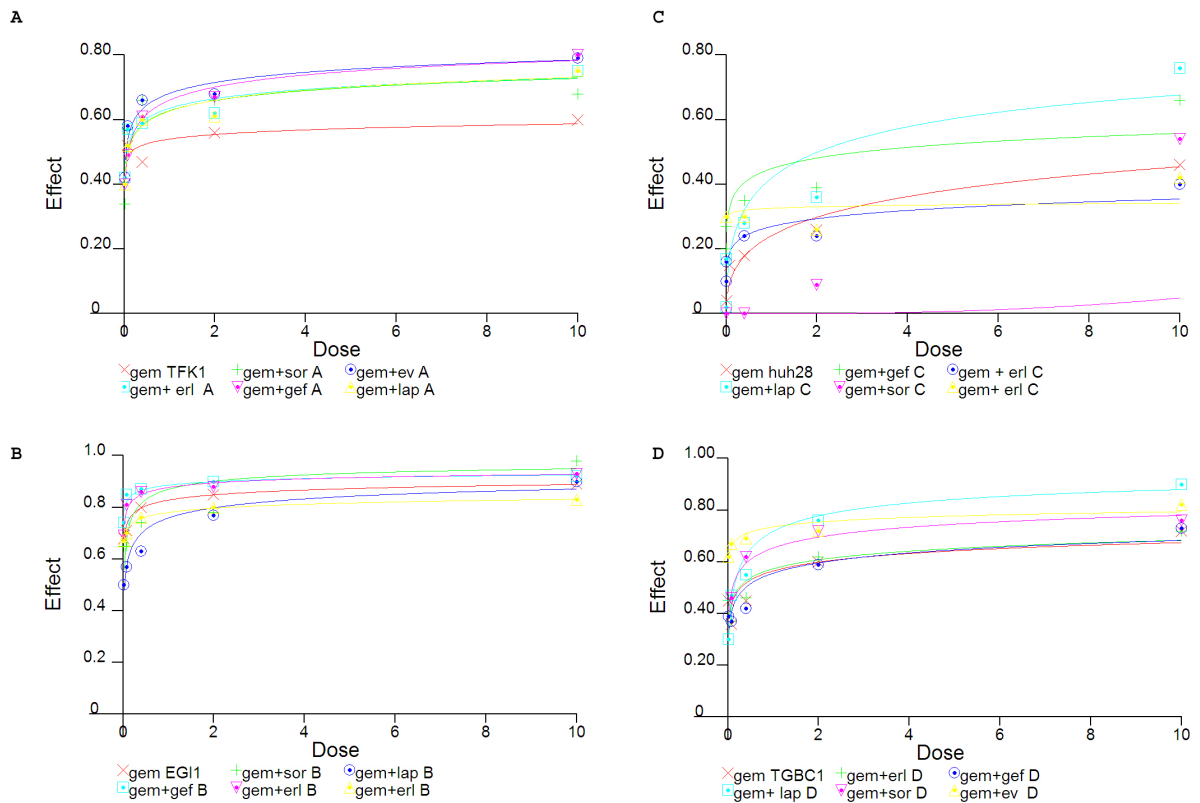 A
0.80
0.60
0.40
0.20
0
Effect
0 2 4 6 8 10
Dose
gem TFK1 gem+sor A gem+ev A
gem+ erl A gem+gef A gem+lap A
C
0.80
0.60
0.40
0.20
0
Effect
0 2 4 6 8 10
Dose
gem huh28 gem+gef C gem + erl C
gem+lap C gem+sor C gem+ erl C
B
1.0
0.8
0.6
0.4
0.2
0
Effect
0 2 4 6 8 10
Dose
gem EGI1 gem+sor B gem+lap B
gem+gef B gem+erl B gem+erl B
D
1.00
0.80
0.60
0.40
0.20
0
Effect
0 2 4 6 8 10
Dose
gem TGBC1 gem+erl D gem+gef D
gem+ lap D gem+sor D gem+ev D